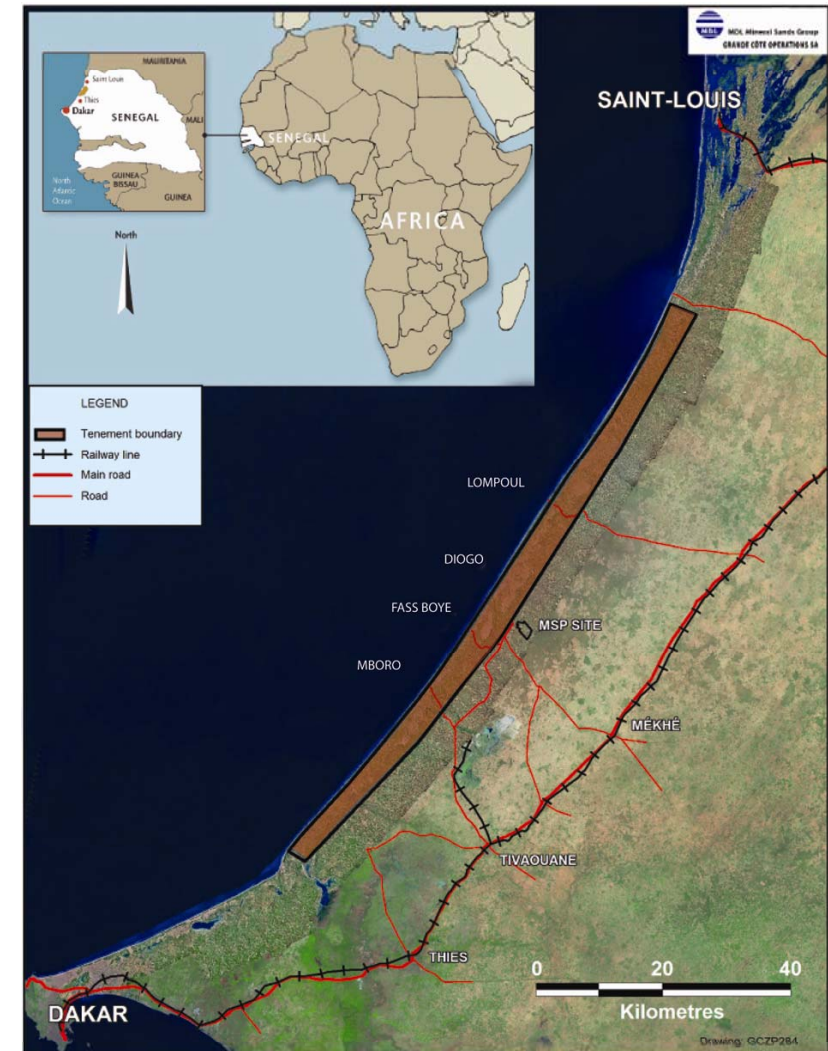 MDL
MDL Mineral Sands Group
GRANDE CÔTE OPERATIONS SA
MAURITANIA
Saint Louis
Thies
Dakar
SENEGAL
MALI
North
Atlantic
Ocean
GUINEA
BISSAU
GUINEA
SENEGAL
AFRICA
North
SAINT-LOUIS
LEGEND
Tenement boundary
Railway line
Main road
Road
LOMPOUL
DIOGO
FASS BOYE
MSP SITE
MBORO
MÉKHÉ
TIVAOUANE
THIES
DAKAR
0 20 40
Kilometres
Drawing: GCZP284